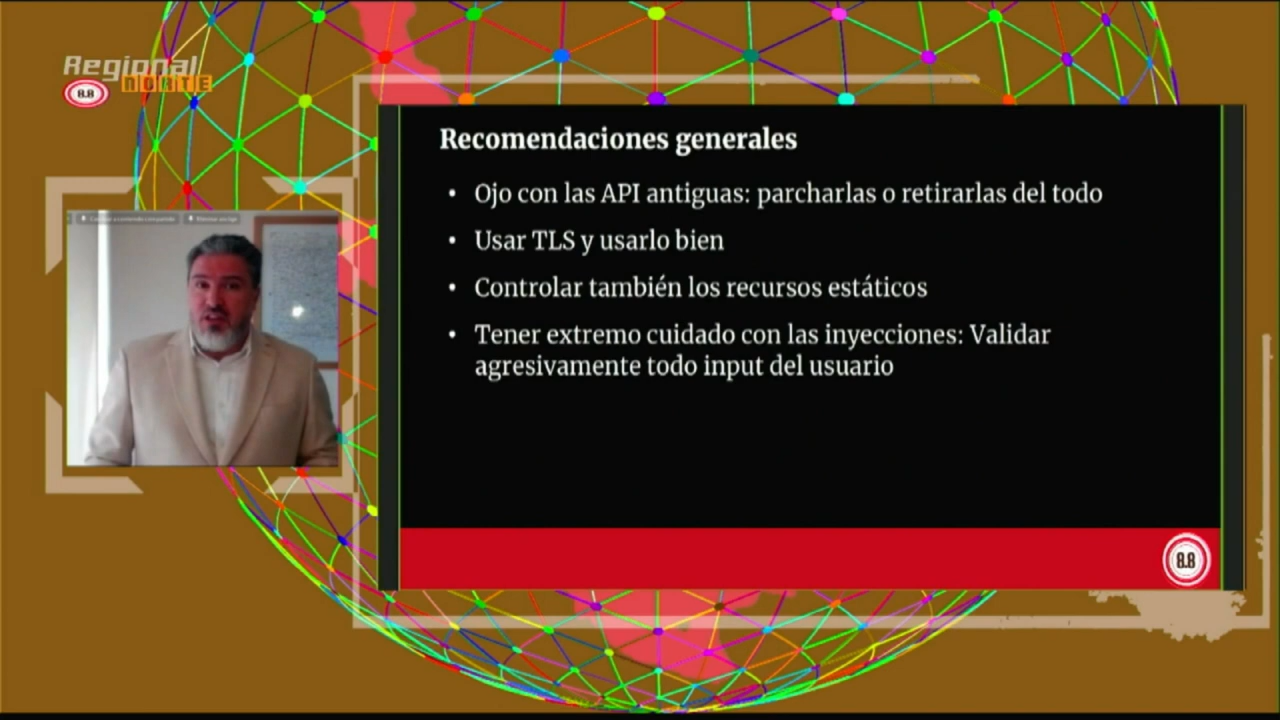 Regional
NORTE
8.8
Recomendaciones generales
• Ojo con las API antiguas: parcharlas o retirarlas del todo
• Usar TLS y usarlo bien
• Controlar también los recursos estáticos
• Tener extremo cuidado con las inyecciones: Validar
agresivamente todo input del usuario
8.8